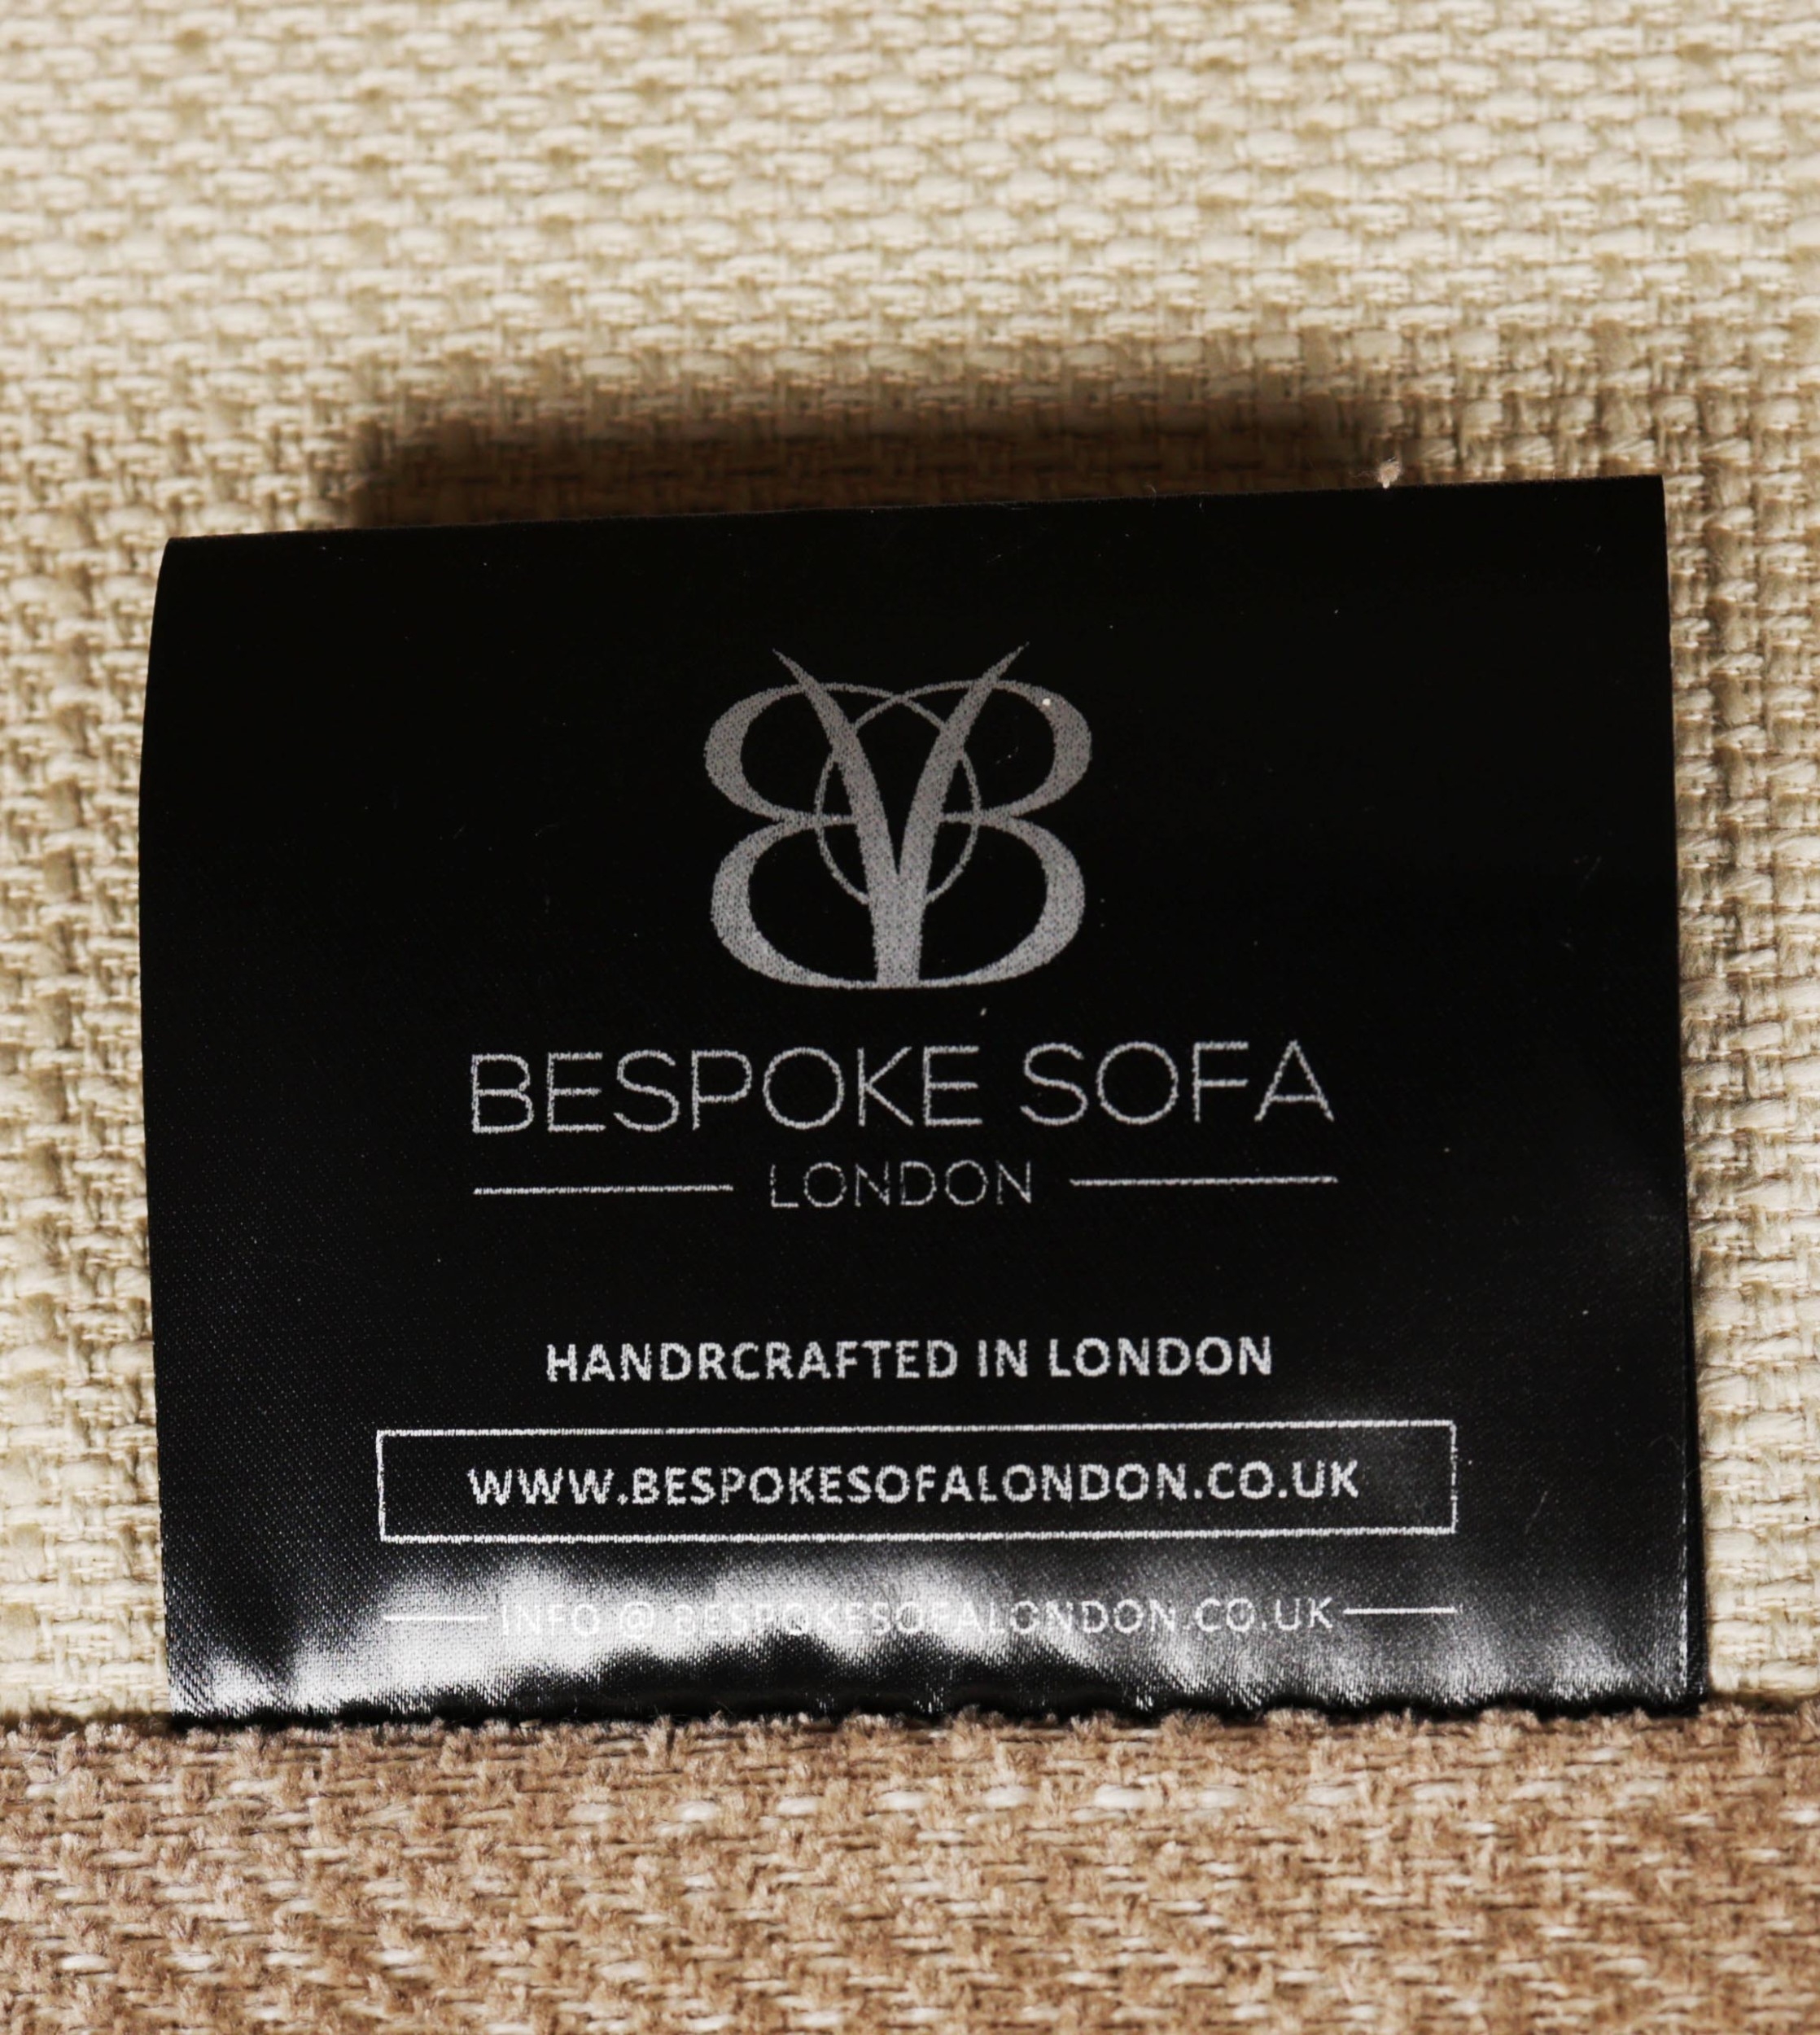 BESPOKE SOFA
LONDON
HANDRCRAFTED IN LONDON
WWW.BESPOKESOFALONDON.CO.UK
INFO @ BESPOKESOFALONDON.CO.UK